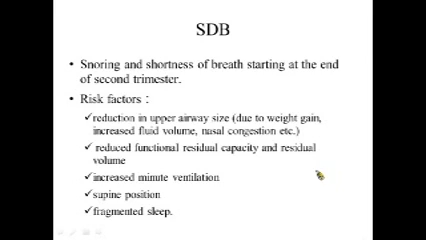 SDB
• Snoring and shortness of breath starting at the end
of second trimester.
• Risk factors :
✓reduction in upper airway size (due to weight gain,
increased fluid volume, nasal congestion etc.)
✓ reduced functional residual capacity and residual
volume
✓increased minute ventilation
✓supine position
✓fragmented sleep.